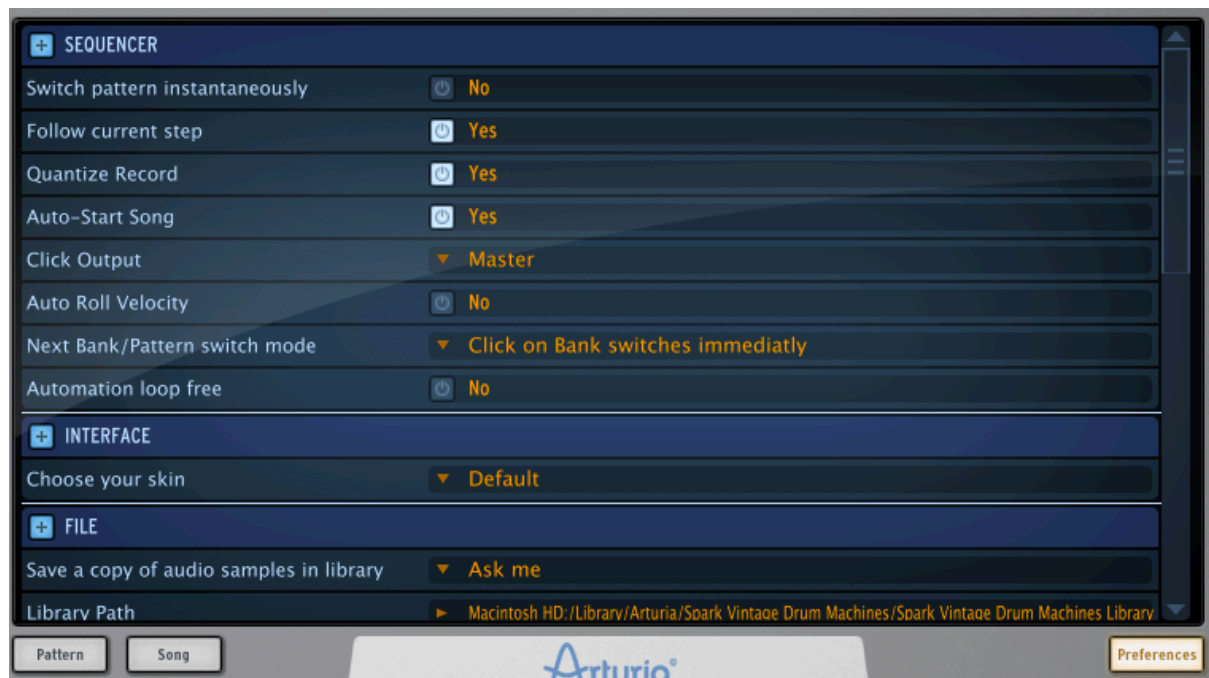 SEQUENCER
Switch pattern instantaneously No
Follow current step Yes
Quantize Record Yes
Auto-Start Song Yes
Click Output Master
Auto Roll Velocity No
Next Bank/Pattern switch mode Click on Bank switches immediatly
Automation loop free No
INTERFACE
Choose your skin Default
FILE
Save a copy of audio samples in library Ask me
Library Path Macintosh HD:/Library/Arturia/Spark Vintage Drum Machines/Spark Vintage Drum Machines Library
Pattern Song Arturia® Preferences